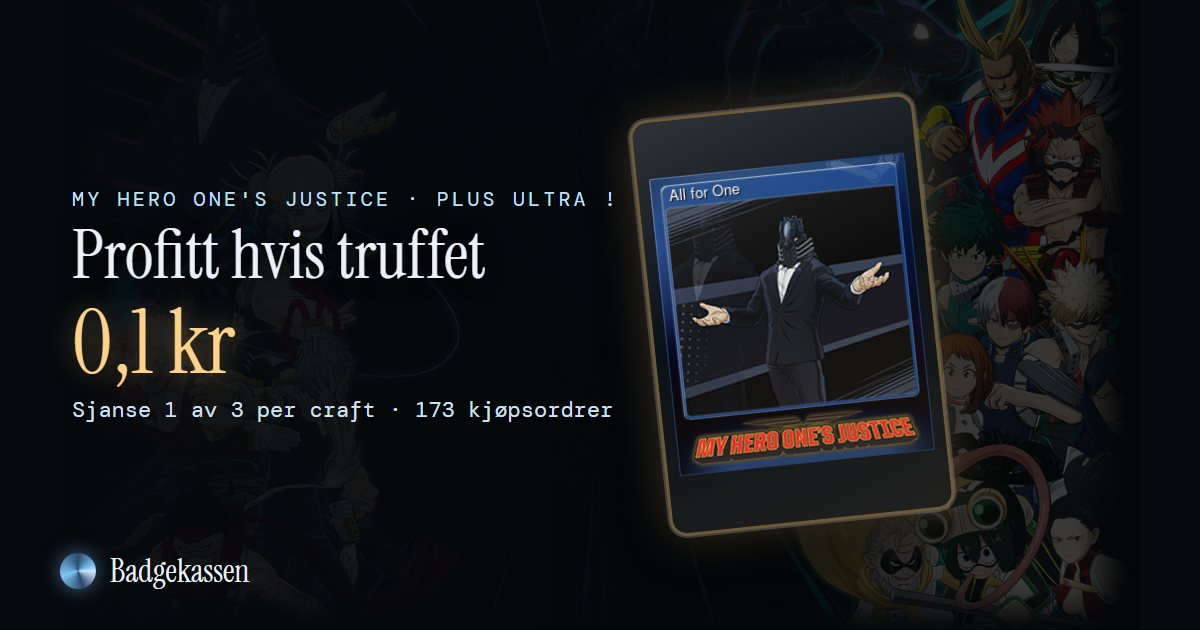 MY HERO ONE'S JUSTICE · PLUS ULTRA !
Profitt hvis truffet
0,1 kr
Sjanse 1 av 3 per craft · 173 kjøpsordrer
All for One
MY HERO ONE'S JUSTICE
Badgekassen